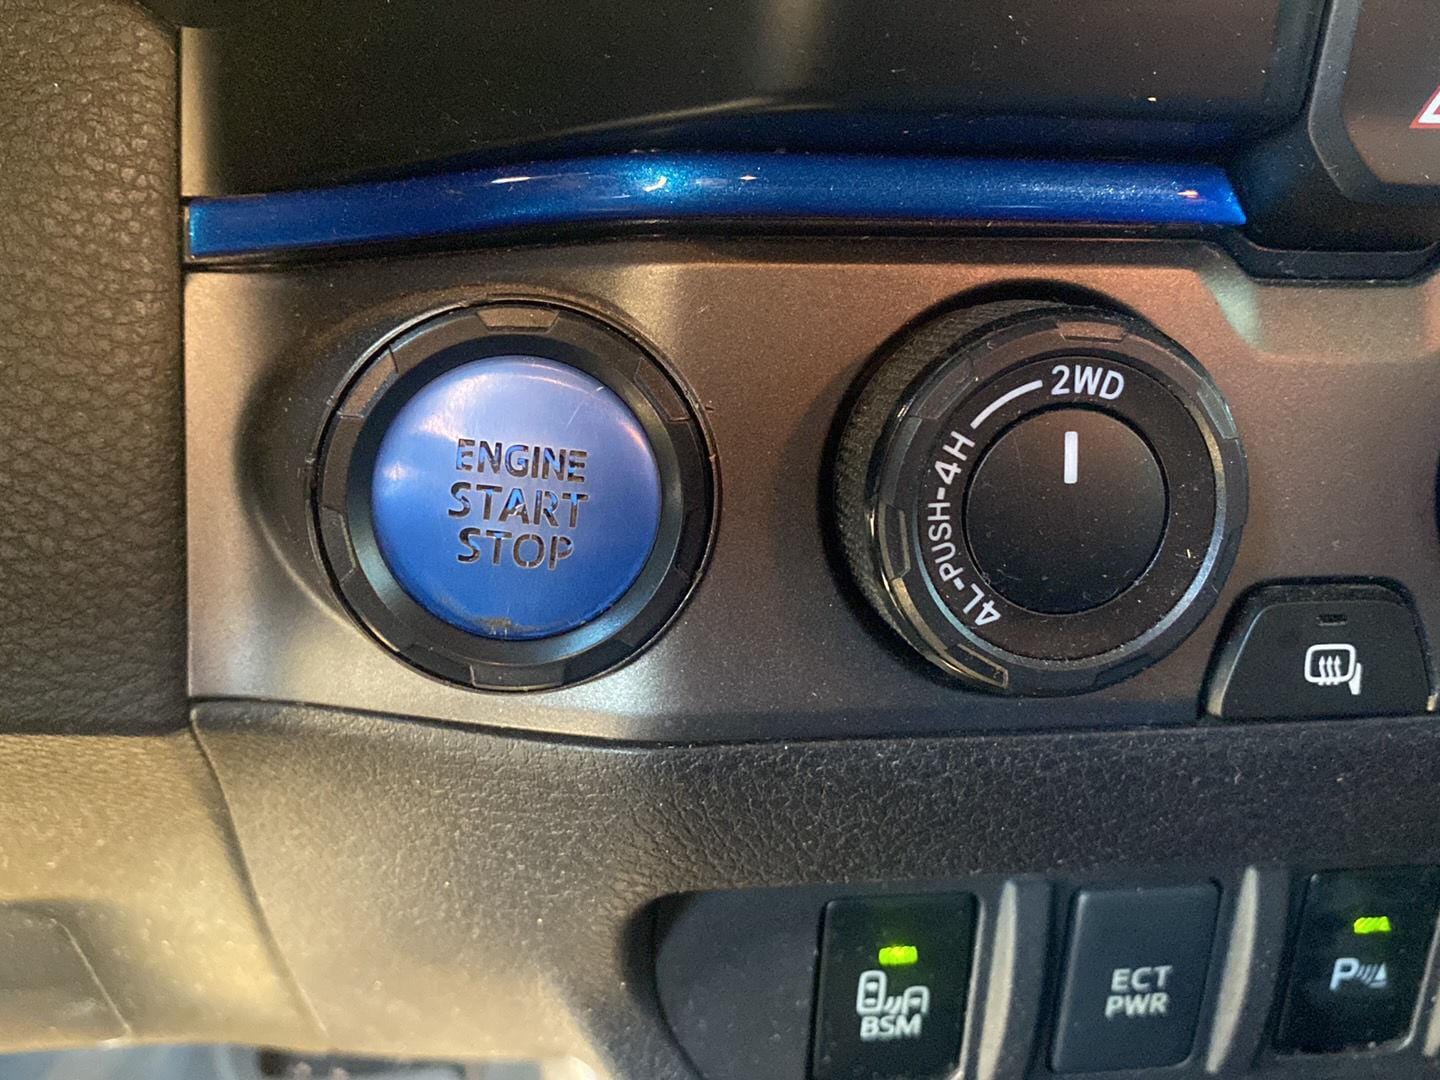 ENGINE
START
STOP
2WD
4L-PUSH-4H
BSM
ECT
PWR
P